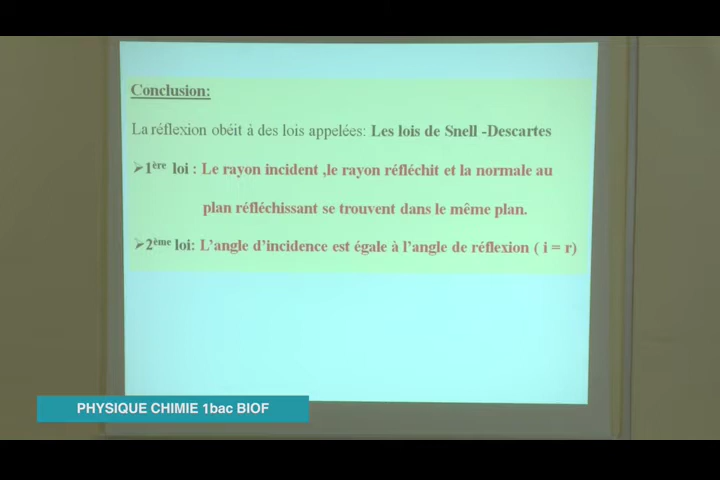 Conclusion:
La réflexion obéit à des lois appelées: Les lois de Snell -Descartes
➢1ère loi : Le rayon incident ,le rayon réfléchit et la normale au
plan réfléchissant se trouvent dans le même plan.
➢2ème loi: L'angle d'incidence est égale à l'angle de réflexion ( i = r)
PHYSIQUE CHIMIE 1bac BIOF